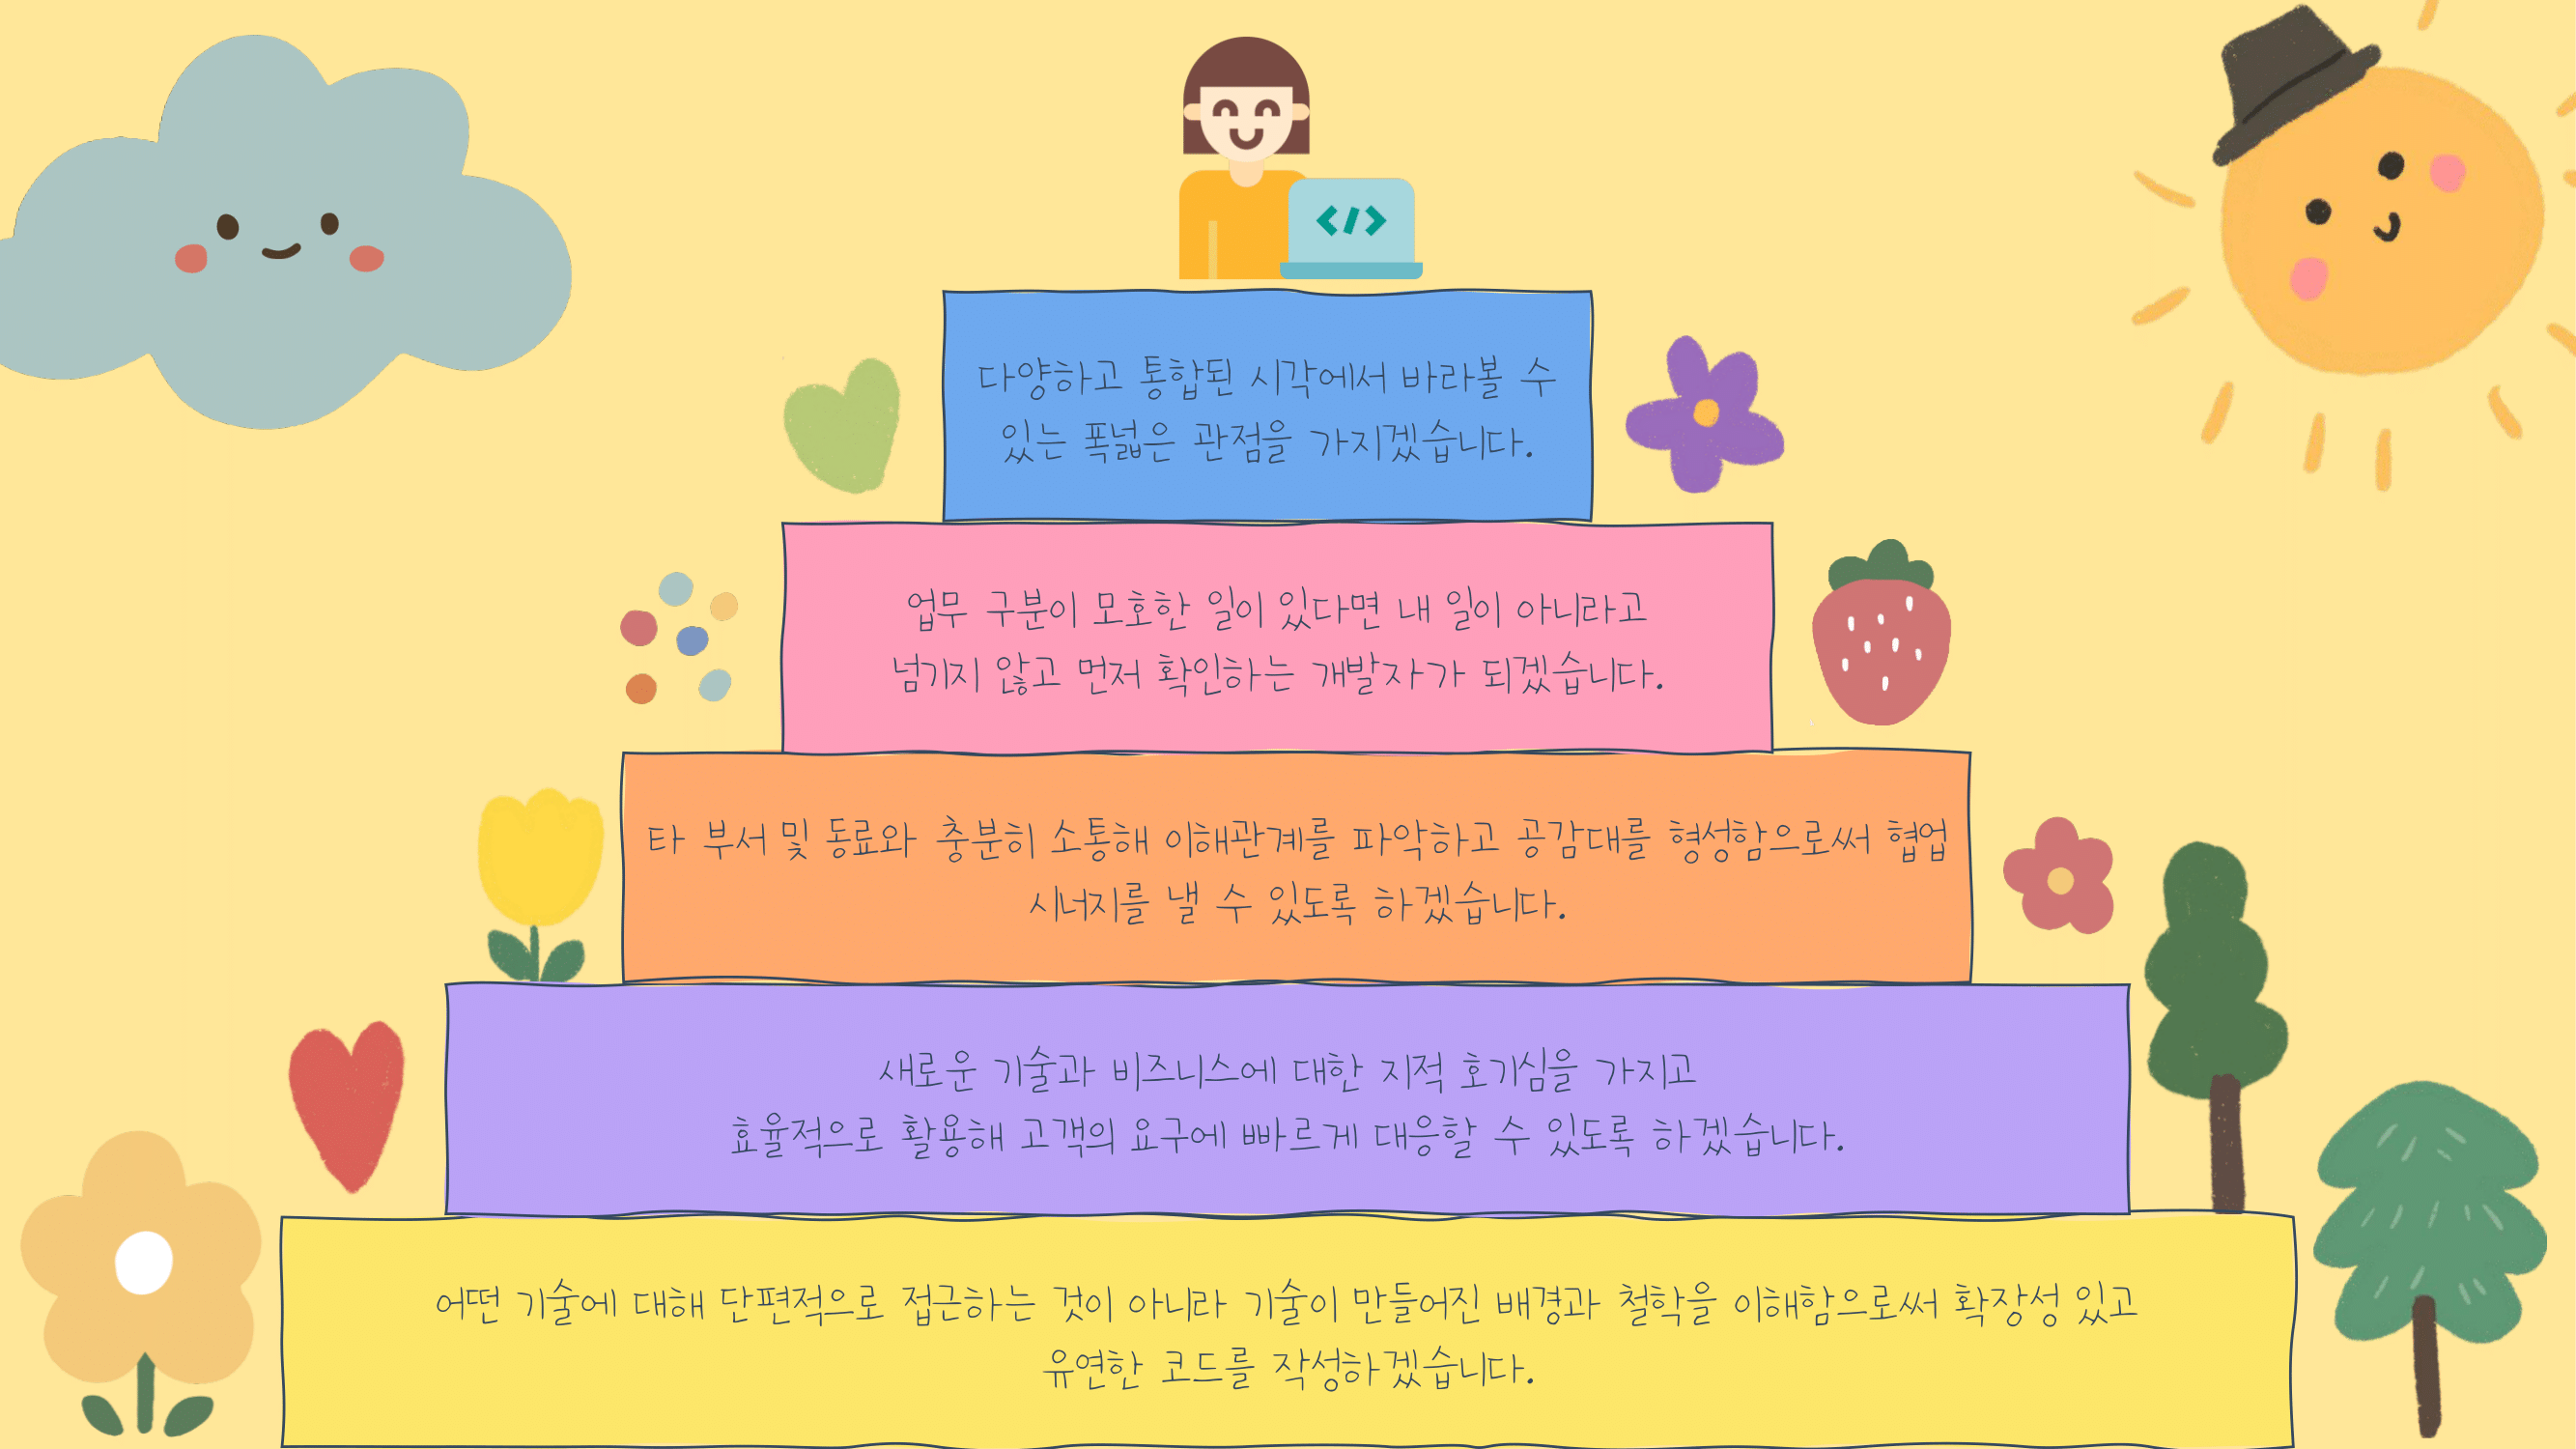 </>
다양하고 통합된 시각에서 바라볼 수
있는 폭넓은 관점을 가지겠습니다.
업무 구분이 모호한 일이 있다면 내 일이 아니라고
넘기지 않고 먼저 확인하는 개발자가 되겠습니다.
타 부서 및 동료와 충분히 소통해 이해관계를 파악하고 공감대를 형성함으로써 협업
시너지를 낼 수 있도록 하겠습니다.
새로운 기술과 비즈니스에 대한 지적 호기심을 가지고
효율적으로 활용해 고객의 요구에 빠르게 대응할 수 있도록 하겠습니다.
어떤 기술에 대해 단편적으로 접근하는 것이 아니라 기술이 만들어진 배경과 철학을 이해함으로써 확장성 있고
유연한 코드를 작성하겠습니다.